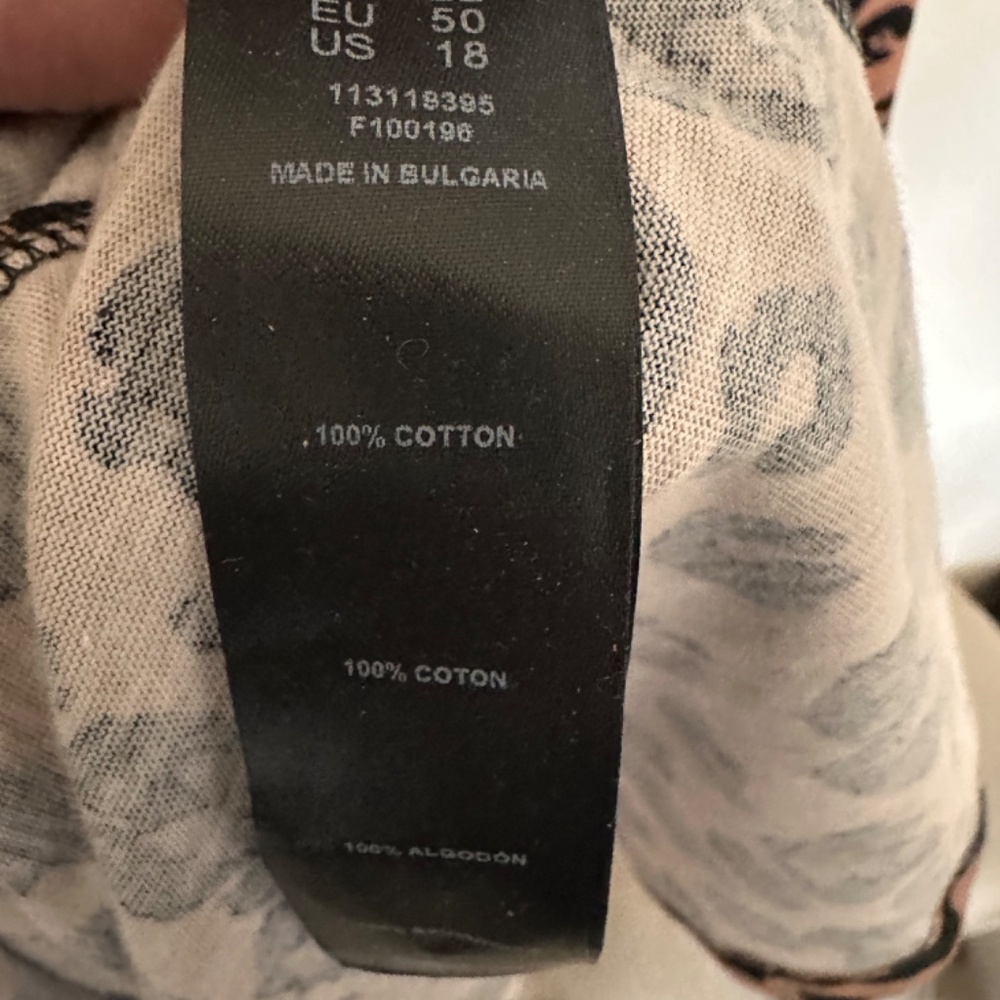 EU 50
US 18
113119395
F100196
MADE IN BULGARIA
100% COTTON
100% COTON
100% ALGODÓN